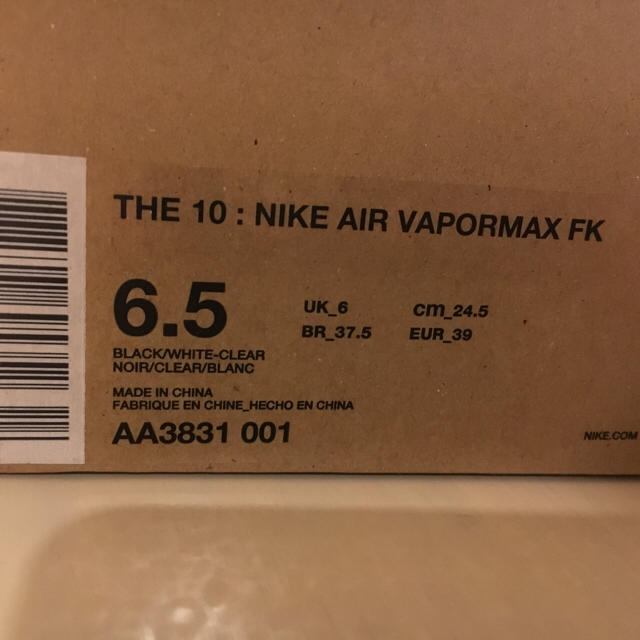 THE 10 : NIKE AIR VAPORMAX FK
6.5
UK_6 cm_24.5
BR_37.5 EUR_39
BLACK/WHITE-CLEAR
NOIR/CLEAR/BLANC
MADE IN CHINA
FABRIQUE EN CHINE_HECHO EN CHINA
AA3831 001
NIKE.COM